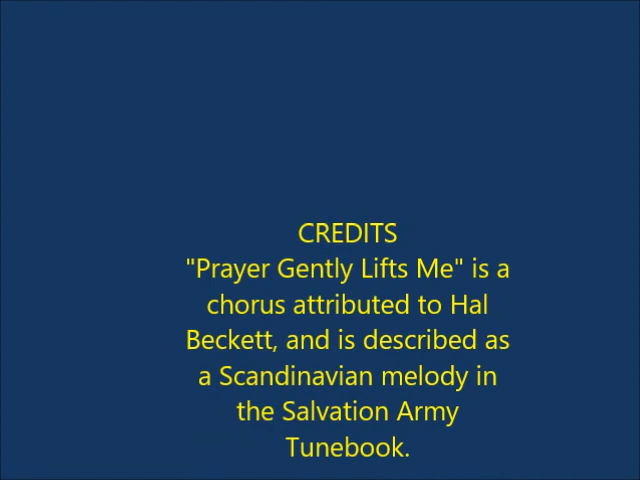 CREDITS
"Prayer Gently Lifts Me" is a
chorus attributed to Hal
Beckett, and is described as
a Scandinavian melody in
the Salvation Army
Tunebook.